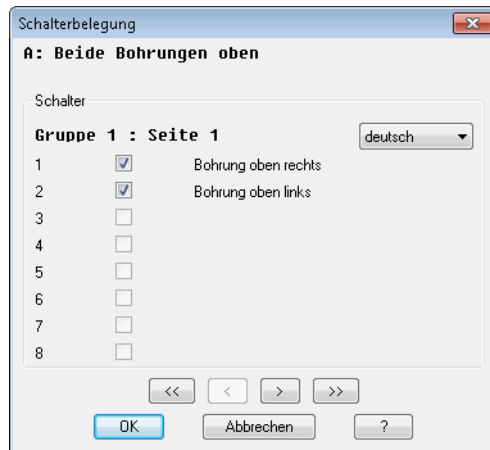 Schalterbelegung
A: Beide Bohrungen oben
Schalter
Gruppe 1 : Seite 1 deutsch
1 Bohrung oben rechts
2 Bohrung oben links
3
4
5
6
7
8
<< < > >>
OK Abbrechen ?